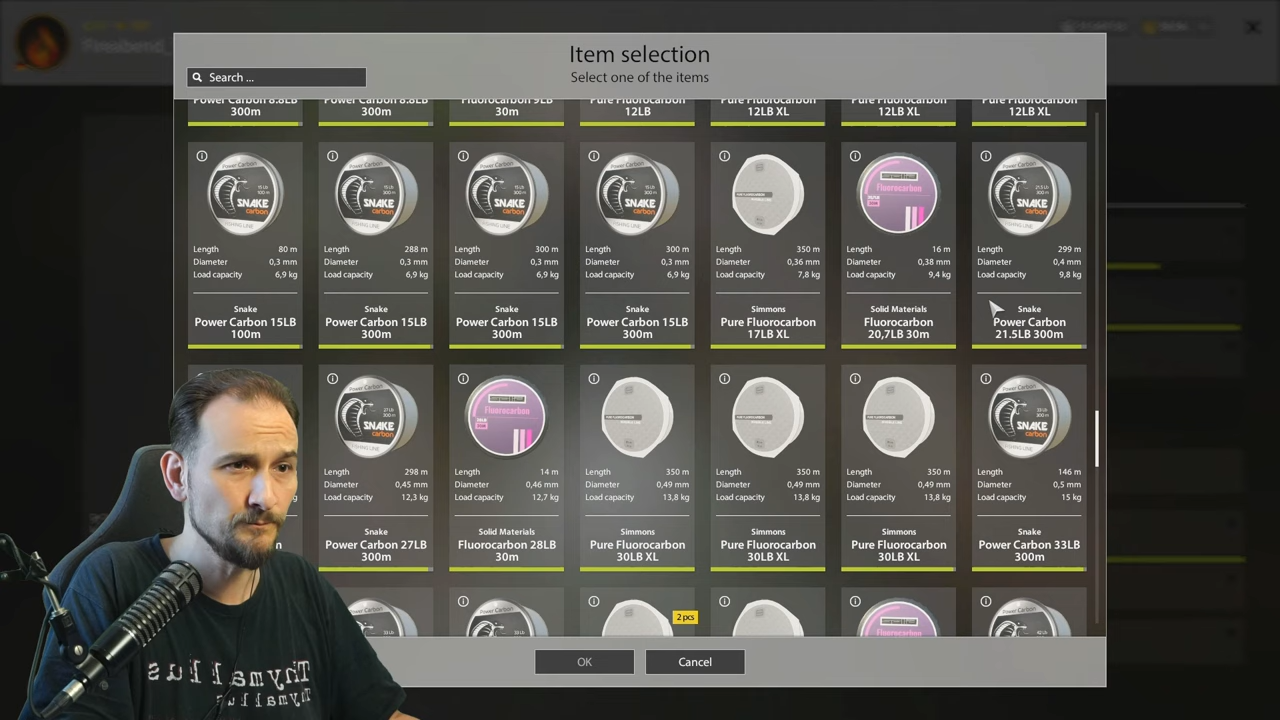 Item selection
Select one of the items
Search ...
Power Carbon 8.8LB
300m
Power Carbon 8.8LB
300m
Fluorocarbon 9LB
30m
Pure Fluorocarbon
12LB
Pure Fluorocarbon
12LB XL
Pure Fluorocarbon
12LB XL
Pure Fluorocarbon
12LB XL
Length 80 m
Diameter 0,3 mm
Load capacity 6,9 kg
Snake
Power Carbon 15LB
100m
Length 288 m
Diameter 0,3 mm
Load capacity 6,9 kg
Snake
Power Carbon 15LB
300m
Length 300 m
Diameter 0,3 mm
Load capacity 6,9 kg
Snake
Power Carbon 15LB
300m
Length 300 m
Diameter 0,3 mm
Load capacity 6,9 kg
Snake
Power Carbon 15LB
300m
Length 350 m
Diameter 0,36 mm
Load capacity 7,8 kg
Simmons
Pure Fluorocarbon
17LB XL
Fluorocarbon
Length 16 m
Diameter 0,38 mm
Load capacity 9,4 kg
Solid Materials
Fluorocarbon
20,7LB 30m
Length 299 m
Diameter 0,4 mm
Load capacity 9,8 kg
Snake
Power Carbon
21.5LB 300m
SNAKE
carbon
Length 298 m
Diameter 0,45 mm
Load capacity 12,3 kg
Snake
Power Carbon 27LB
300m
Fluorocarbon
Length 14 m
Diameter 0,46 mm
Load capacity 12,7 kg
Solid Materials
Fluorocarbon 28LB
30m
Length 350 m
Diameter 0,49 mm
Load capacity 13,8 kg
Simmons
Pure Fluorocarbon
30LB XL
Length 350 m
Diameter 0,49 mm
Load capacity 13,8 kg
Simmons
Pure Fluorocarbon
30LB XL
Length 350 m
Diameter 0,49 mm
Load capacity 13,8 kg
Simmons
Pure Fluorocarbon
30LB XL
SNAKE
carbon
Length 146 m
Diameter 0,5 mm
Load capacity 15 kg
Snake
Power Carbon 33LB
300m
2 pcs
OK
Cancel
Thymallus